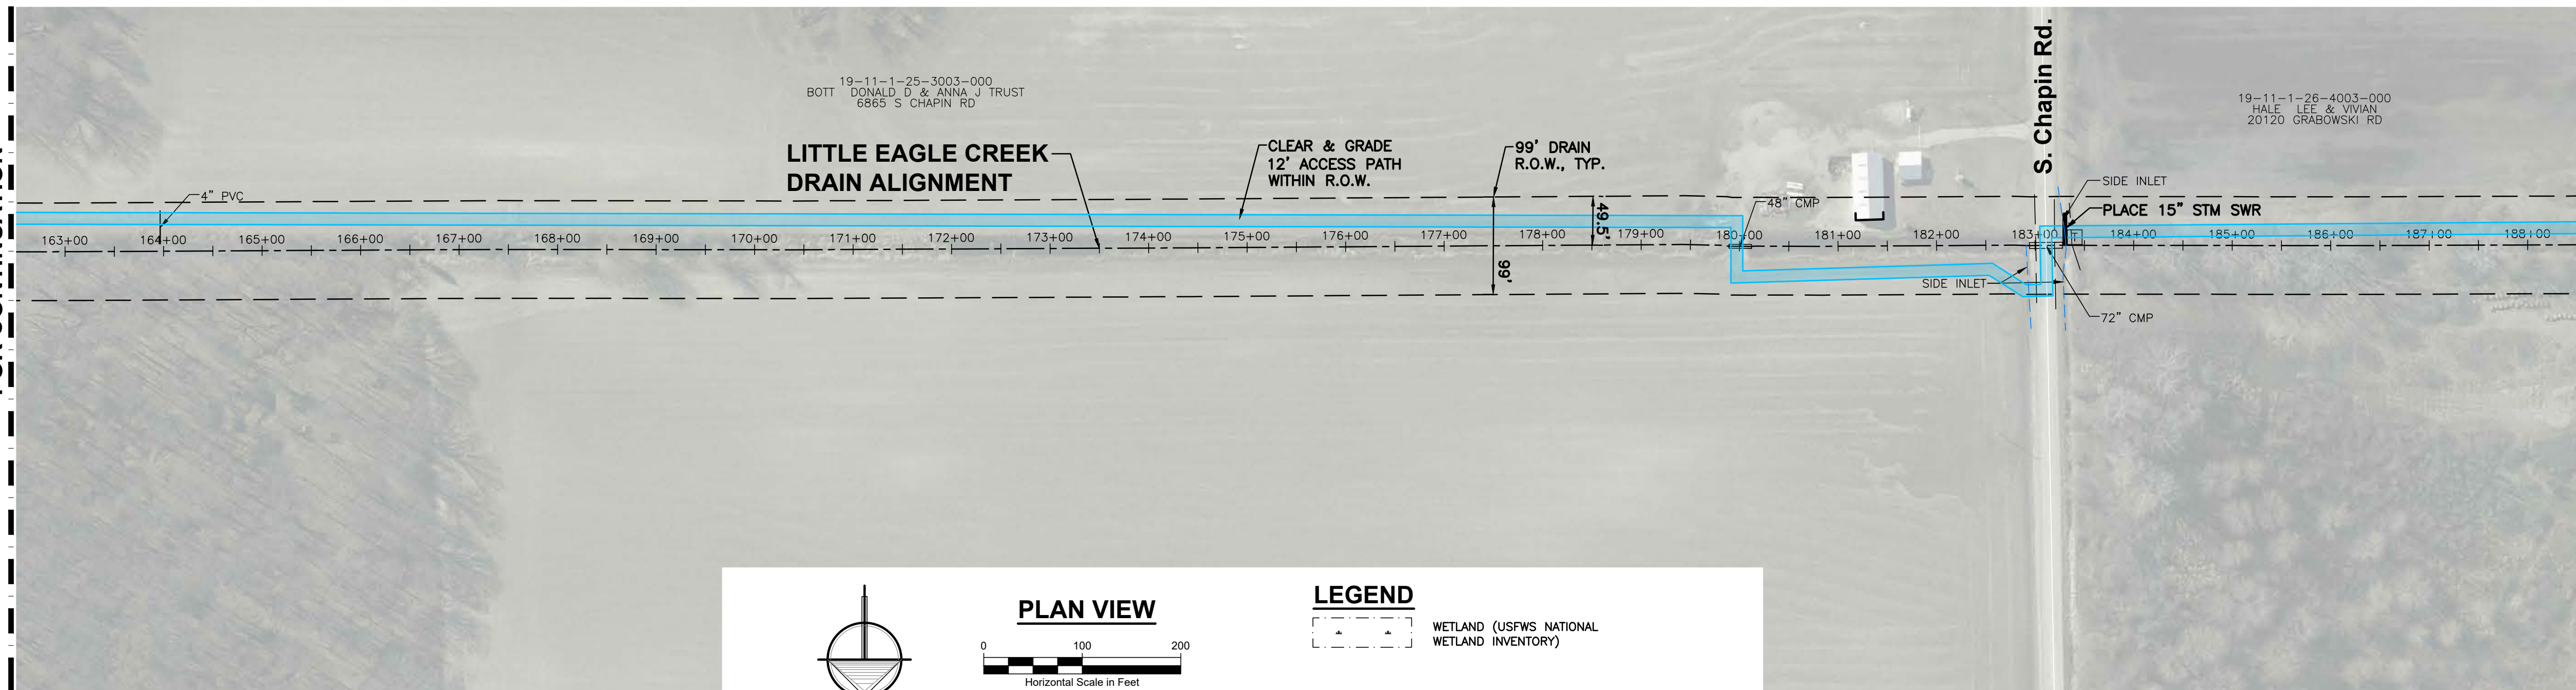 S. Chapin Rd.
19-11-1-25-3003-000
BOTT DONALD D & ANNA J TRUST
6865 S CHAPIN RD
19-11-1-26-4003-000
HALE LEE & VIVIAN
20120 GRABOWSKI RD
LITTLE EAGLE CREEK
DRAIN ALIGNMENT
CLEAR & GRADE
12' ACCESS PATH
WITHIN R.O.W.
99' DRAIN
R.O.W., TYP.
4" PVC
48" CMP
SIDE INLET
PLACE 15" STM SWR
49.5'
99'
163+00 164+00 165+00 166+00 167+00 168+00 169+00 170+00 171+00 172+00 173+00 174+00 175+00 176+00 177+00 178+00 179+00 180+00 181+00 182+00 183+00 184+00 185+00 186+00 187+00 188+00
SIDE INLET
72" CMP
PLAN VIEW
0 100 200
Horizontal Scale in Feet
LEGEND
WETLAND (USFWS NATIONAL
WETLAND INVENTORY)